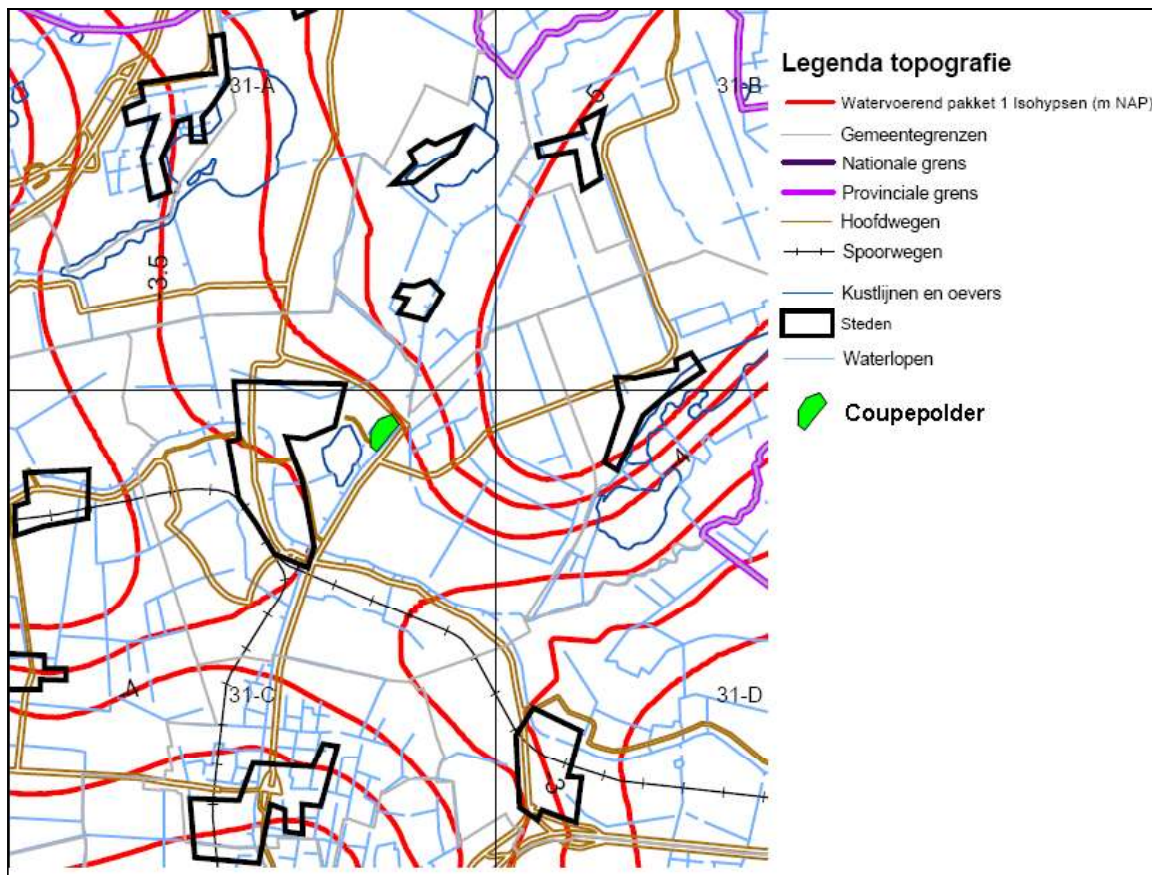 31-A
31-B
5
3.5
4
4
31-C
31-D
3
Legenda topografie
Watervoerend pakket 1 Isohypsen (m NAP)
Gemeentegrenzen
Nationale grens
Provinciale grens
Hoofdwegen
Spoorwegen
Kustlijnen en oevers
Steden
Waterlopen
Coupepolder